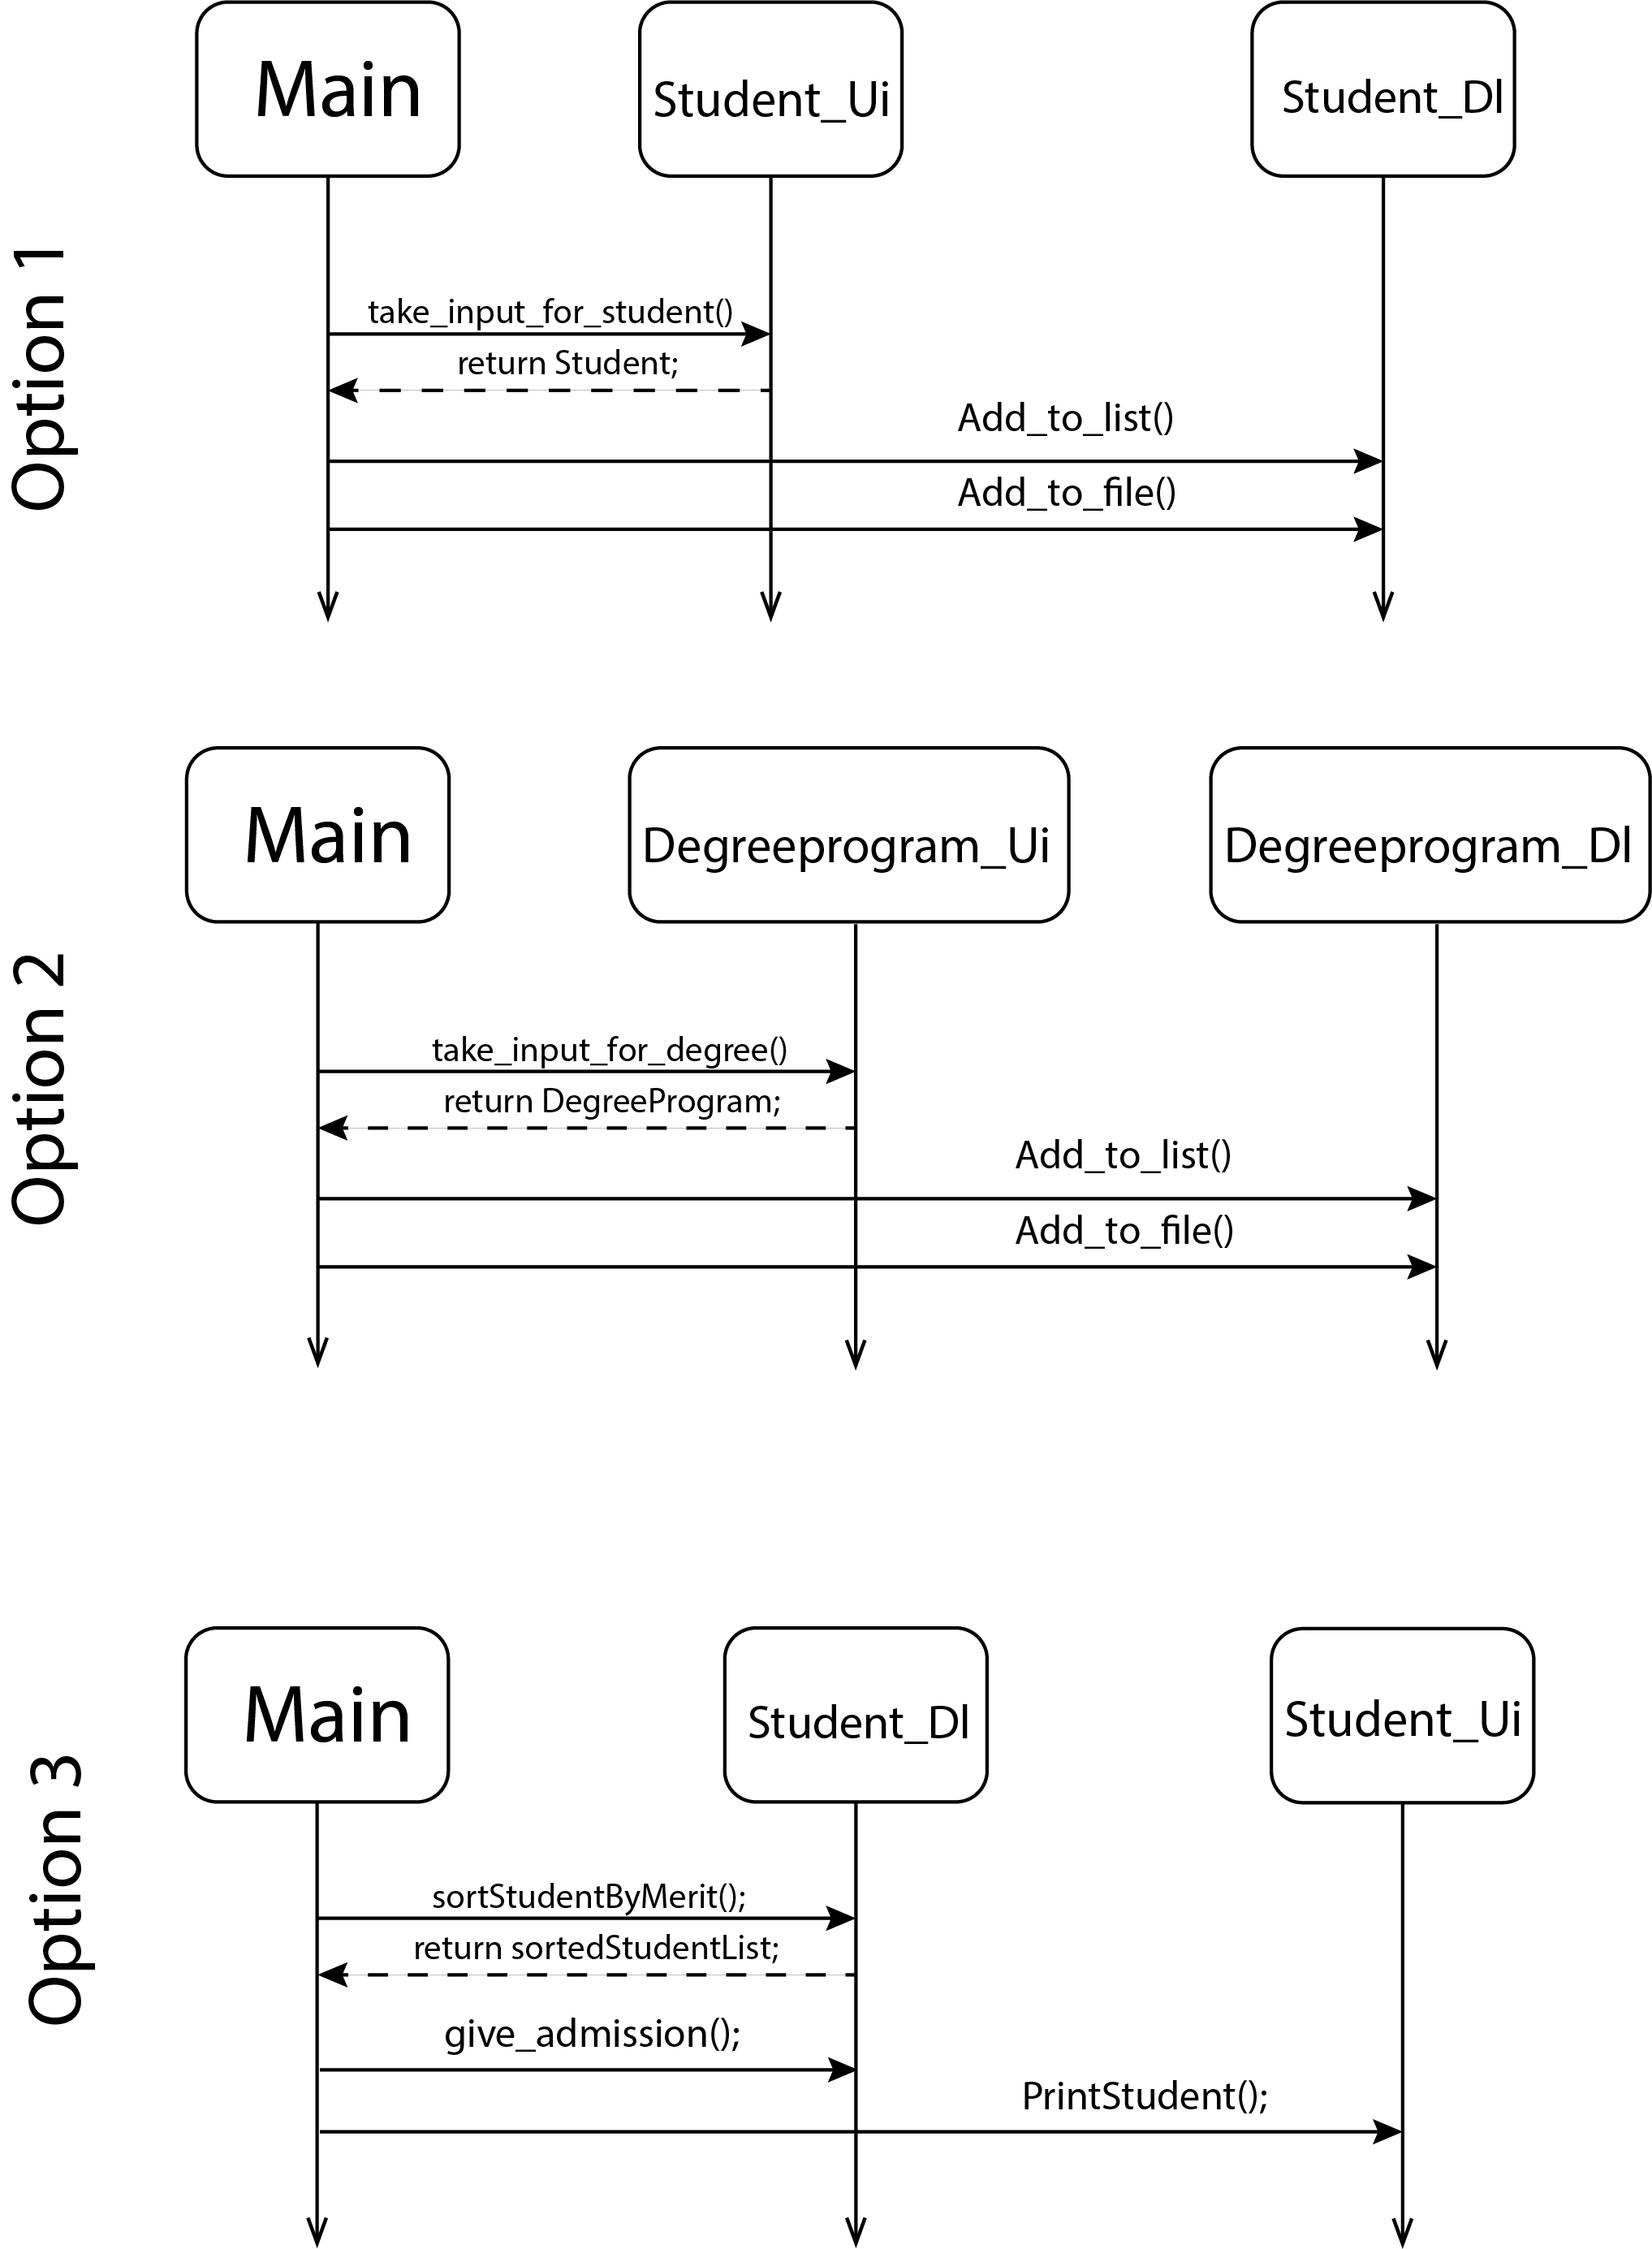 Option 1
Main
Student_Ui
Student_Dl
take_input_for_student()
return Student;
Add_to_list()
Add_to_file()
Option 2
Main
Degreeprogram_Ui
Degreeprogram_Dl
take_input_for_degree()
return DegreeProgram;
Add_to_list()
Add_to_file()
Option 3
Main
Student_Dl
Student_Ui
sortStudentByMerit();
return sortedStudentList;
give_admission();
PrintStudent();